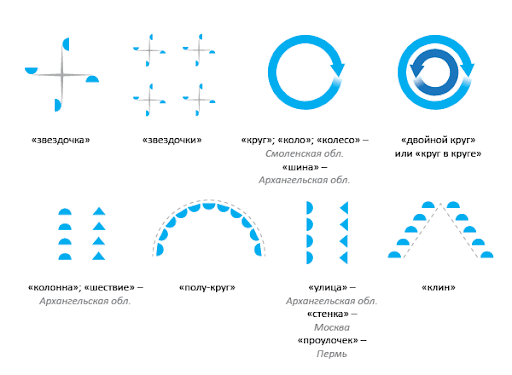 «звездочка»
«звездочки»
«круг»; «коло»; «колесо» –
Смоленская обл.
«шина» –
Архангельская обл.
«двойной круг»
или «круг в круге»
«колонна»; «шествие» –
Архангельская обл.
«полу-круг»
«улица» –
Архангельская обл.
«стенка» –
Москва
«проулочек» –
Пермь
«клин»